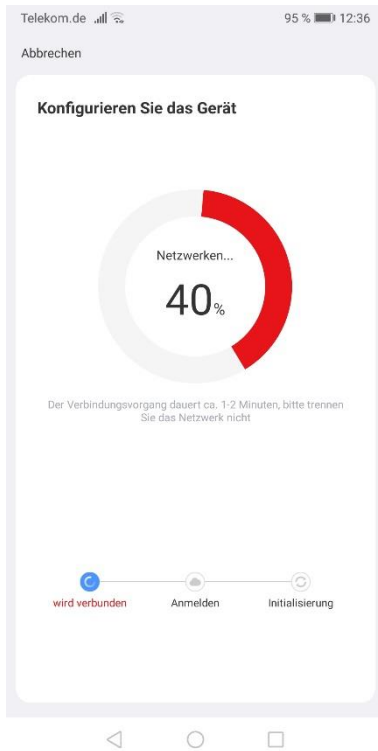 Telekom.de 95 % 12:36
Abbrechen
Konfigurieren Sie das Gerät
Netzwerken...
40%
Der Verbindungsvorgang dauert ca. 1-2 Minuten, bitte trennen
Sie das Netzwerk nicht
wird verbunden Anmelden Initialisierung